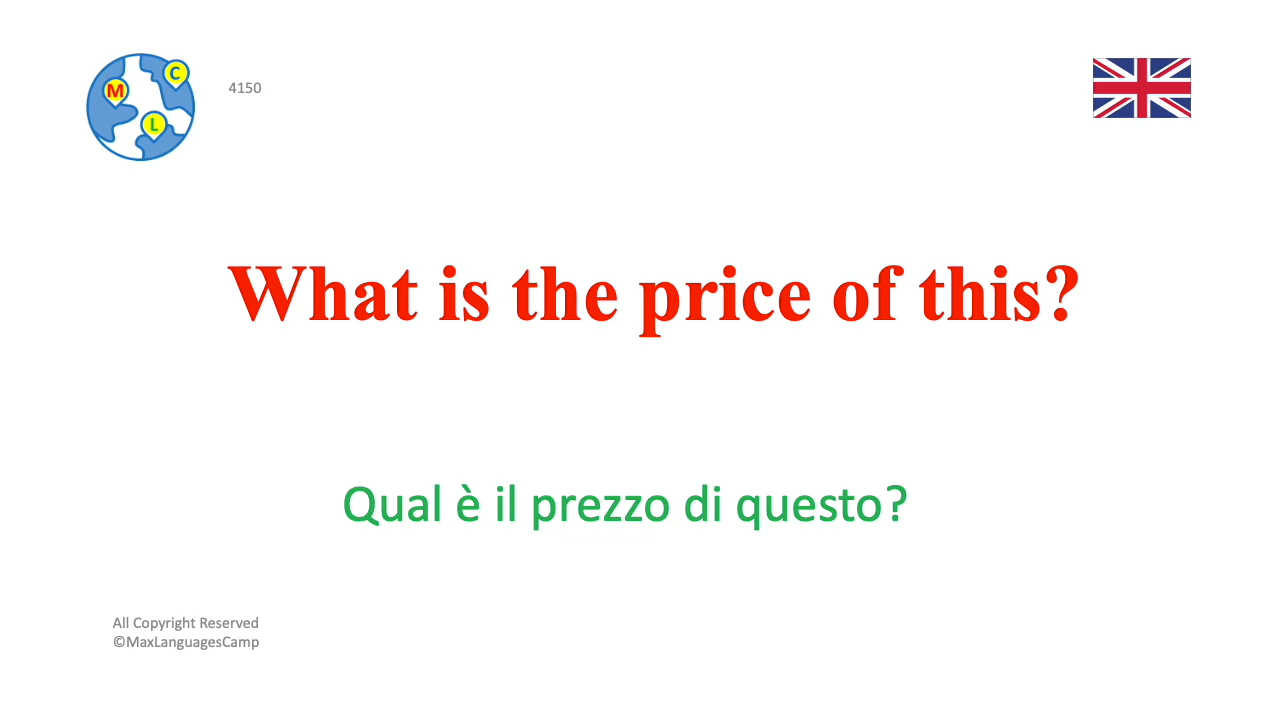 C
M
L
4150
What is the price of this?
Qual è il prezzo di questo?
All Copyright Reserved
©MaxLanguagesCamp